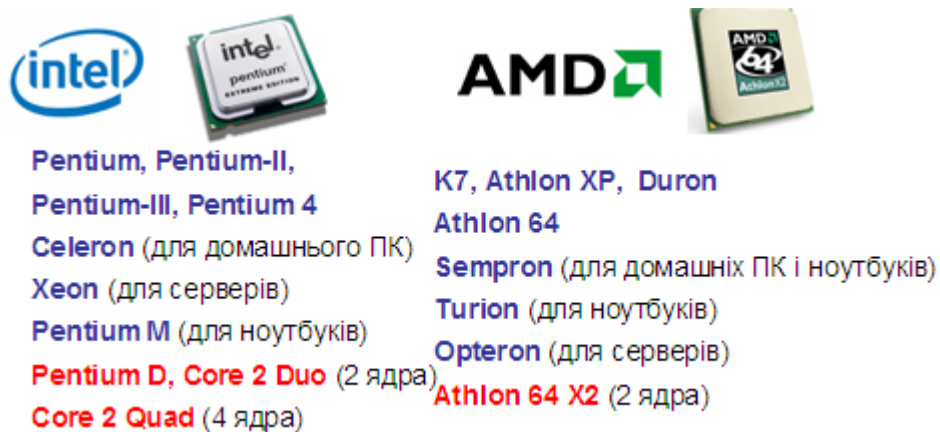 intel
intel.
pentium
EXTREME EDITION
Pentium, Pentium-II,
Pentium-III, Pentium 4
Celeron (для домашнього ПК)
Xeon (для серверів)
Pentium M (для ноутбуків)
Pentium D, Core 2 Duo (2 ядра)
Core 2 Quad (4 ядра)
AMD
AMD
64
Athlon X2
K7, Athlon XP, Duron
Athlon 64
Sempron (для домашніх ПК і ноутбуків)
Turion (для ноутбуків)
Opteron (для серверів)
Athlon 64 X2 (2 ядра)